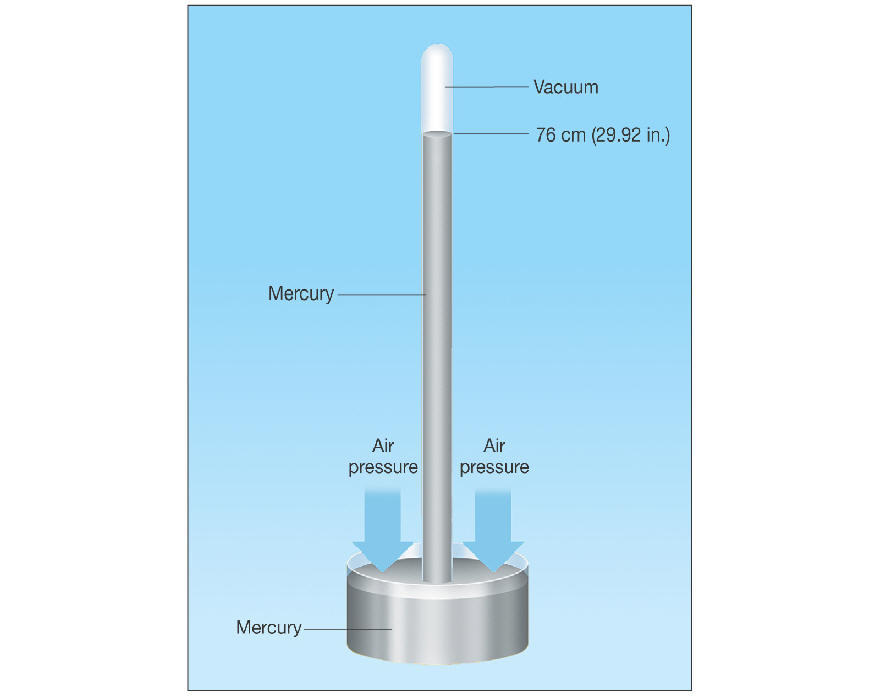 Vacuum
76 cm (29.92 in.)
Mercury
Air
pressure
Air
pressure
Mercury